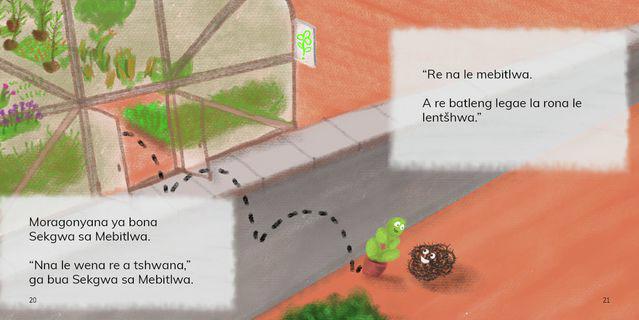 Moragonyana ya bona
Sekgwa sa Mebitlwa.
“Nna le wena re a tshwana,”
ga bua Sekgwa sa Mebitlwa.
20
“Re na le mebitlwa.
A re batleng legae la rona le
lentšhwa.”
21